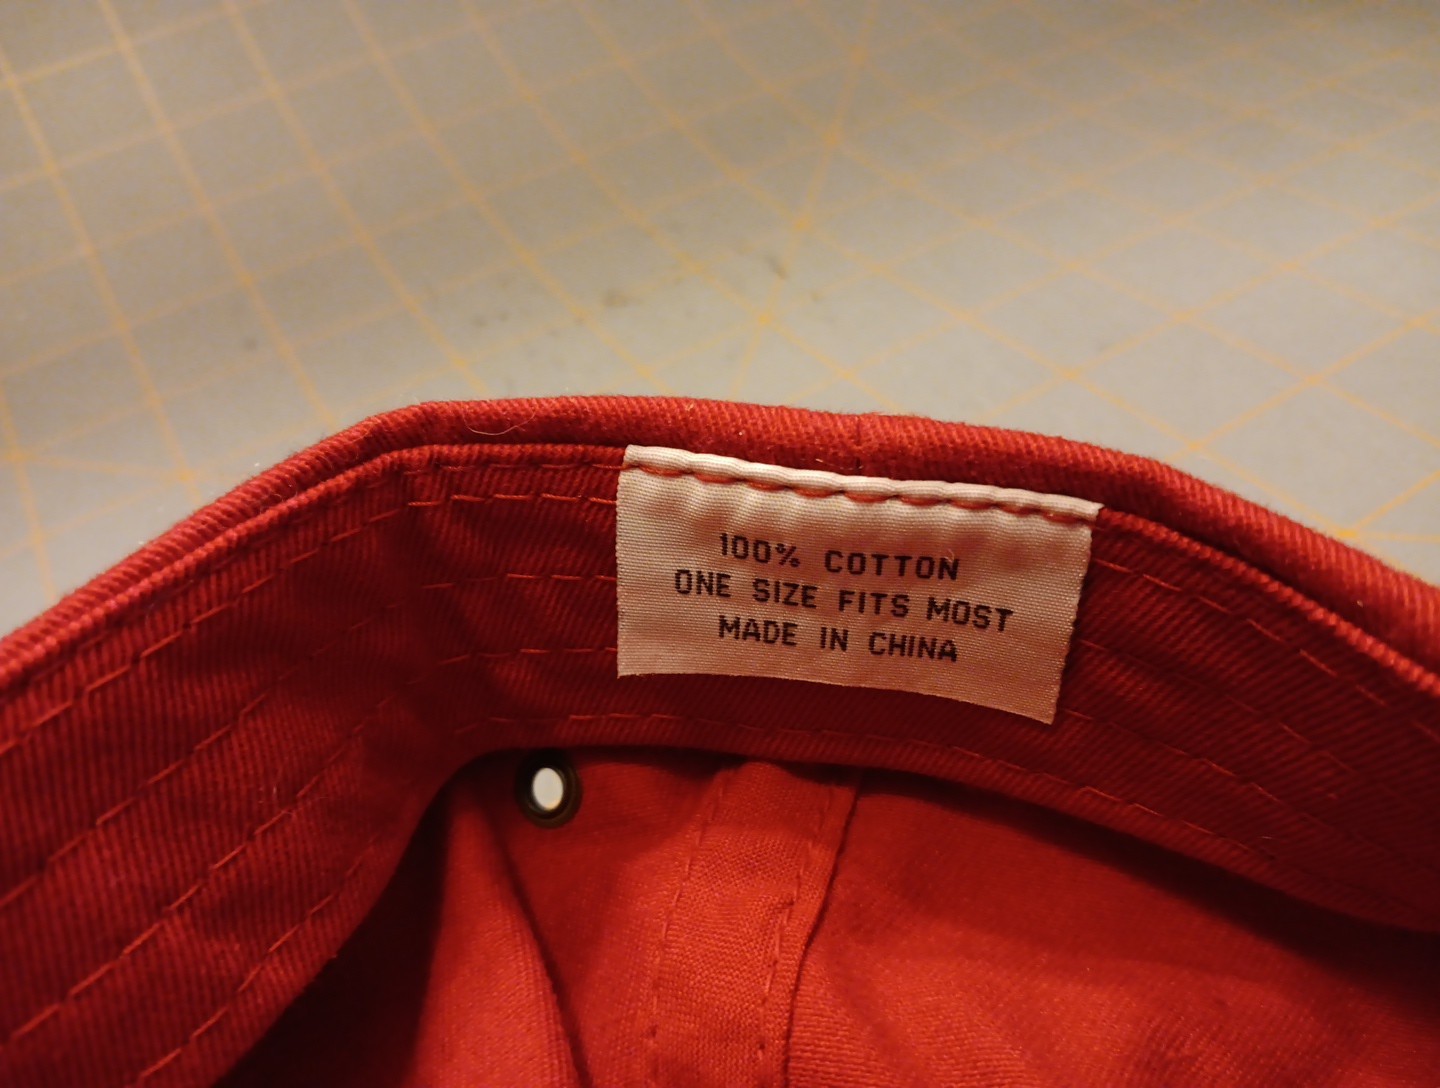 100% COTTON
ONE SIZE FITS MOST
MADE IN CHINA